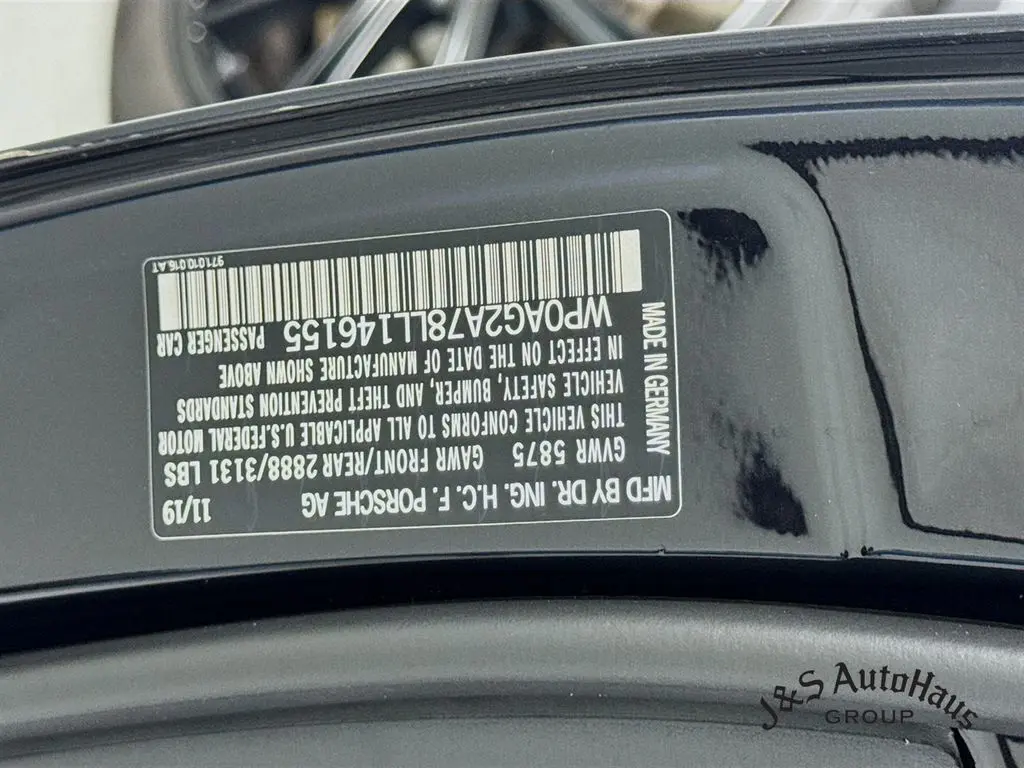 MFD BY DR. ING. H.C. F. PORSCHE AG 11/19
GVWR 5875 GAWR FRONT/REAR 2888/3131 LBS
THIS VEHICLE CONFORMS TO ALL APPLICABLE U.S.FEDERAL MOTOR
VEHICLE SAFETY, BUMPER, AND THEFT PREVENTION STANDARDS
IN EFFECT ON THE DATE OF MANUFACTURE SHOWN ABOVE
WP0AG2A78LL146155 PASSENGER CAR
MADE IN GERMANY
971.010.016.AT
J&S AutoHaus
GROUP